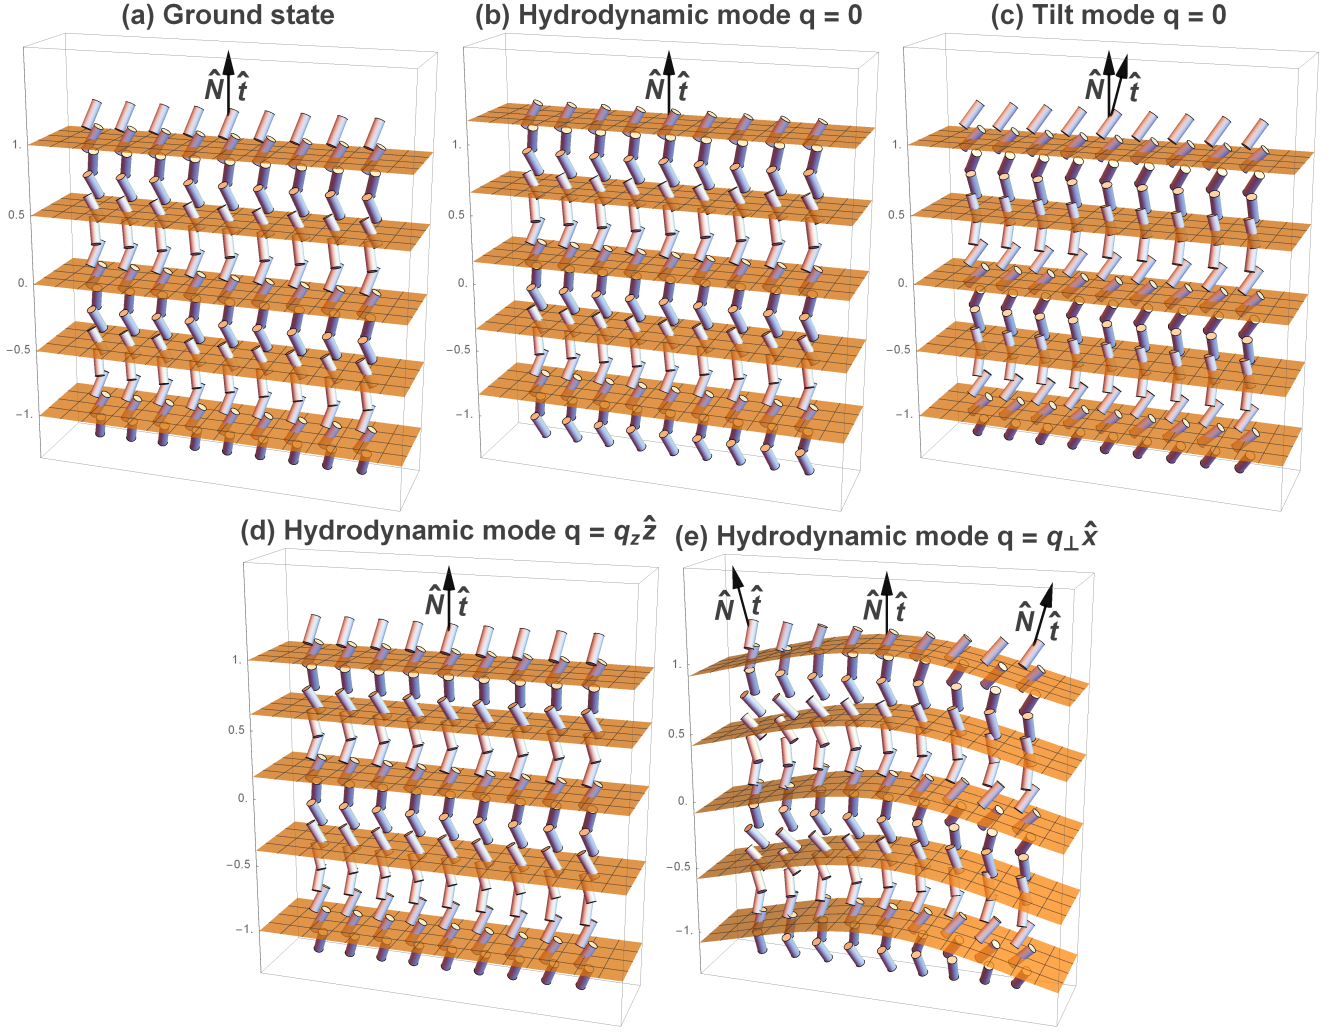 (a) Ground state
(b) Hydrodynamic mode q = 0
(c) Tilt mode q = 0
N̂ t̂
N̂ t̂
N̂ t̂
1.
0.5
0.
−0.5
−1.
1.
0.5
0.
−0.5
−1.
1.
0.5
0.
−0.5
−1.
(d) Hydrodynamic mode q = q_z ẑ
(e) Hydrodynamic mode q = q⊥ x̂
N̂ t̂
N̂ t̂
N̂ t̂
N̂ t̂
1.
0.5
0.
−0.5
−1.
1.
0.5
0.
−0.5
−1.